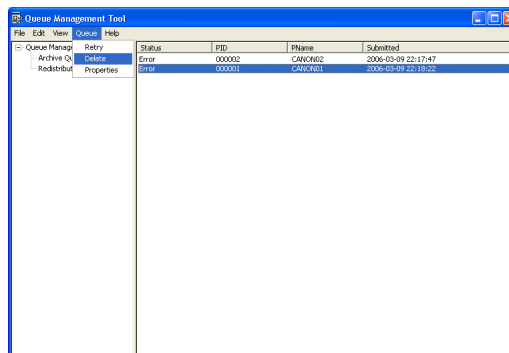 Queue Management Tool
File Edit View Queue Help
Queue Manage Retry Status PID PName Submitted
Archive Qu Delete Error 000002 CANON02 2006-03-09 22:17:47
Redistribut Properties Error 000001 CANON01 2006-03-09 22:18:22